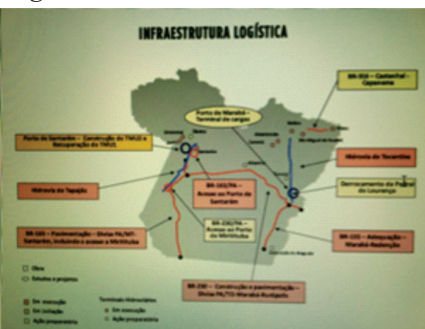 INFRAESTRUTURA LOGÍSTICA
BR-316 – Castanhal -
Capanema
Porto de Marabá –
Terminal de cargas
Porto de Santarém – Construção do TMU2 e
Recuperação do TMU1
Hidrovia do Tocantins
Hidrovia do Tapajós
BR-163/PA –
Acesso ao Porto de
Santarém
Derrocamento do Pedral
do Lourenço
BR-230/PA –
Acesso ao Porto
de Miritituba
BR-163 – Pavimentação – Divisa PA/MT-
Santarém, incluindo o acesso a Miritituba
BR-155 – Adequação –
Marabá-Redenção
BR-230 – Construção e pavimentação –
Divisa PA/TO-Marabá-Rurópolis
Obra
Estudos e projetos
Em execução
Em licitação
Ação preparatória
Terminais Hidroviários
Em execução
Ação preparatória